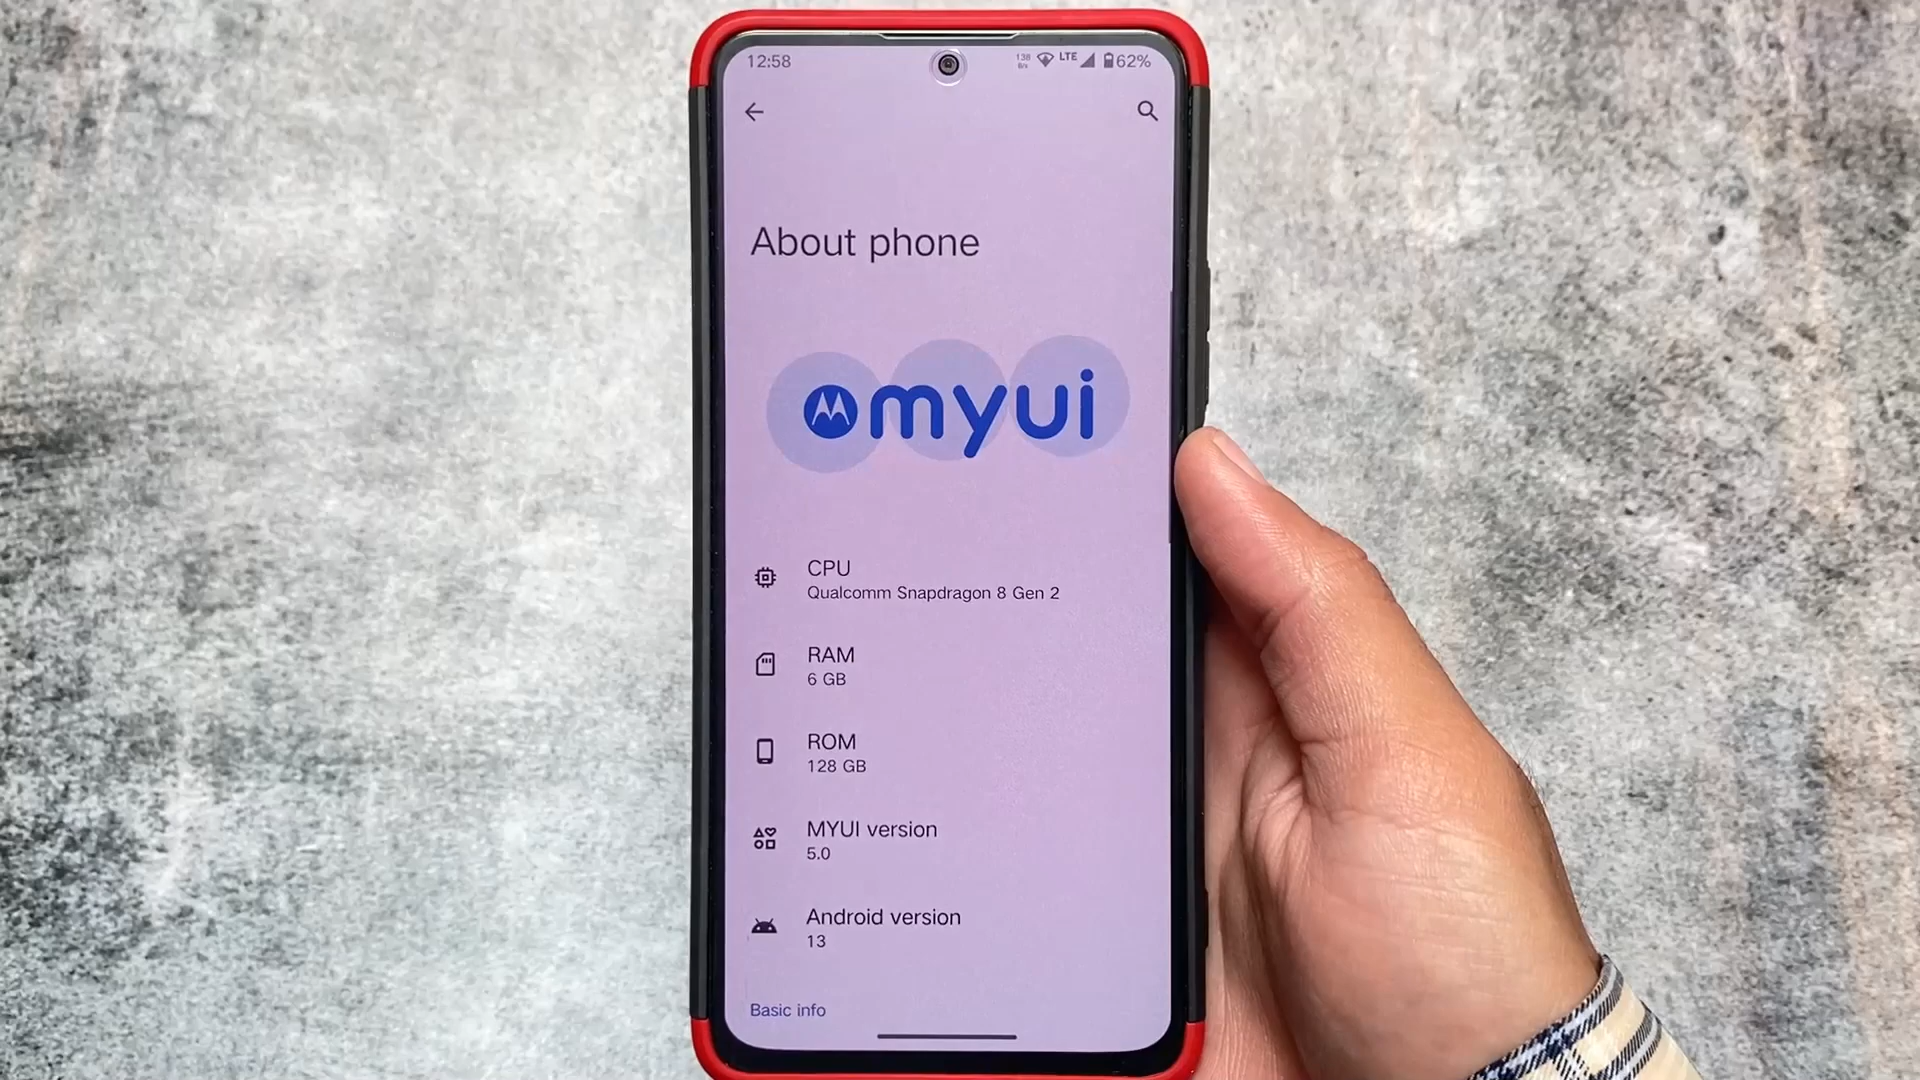 12:58
138 B/s LTE 62%
About phone
myui
CPU
Qualcomm Snapdragon 8 Gen 2
RAM
6 GB
ROM
128 GB
MYUI version
5.0
Android version
13
Basic info